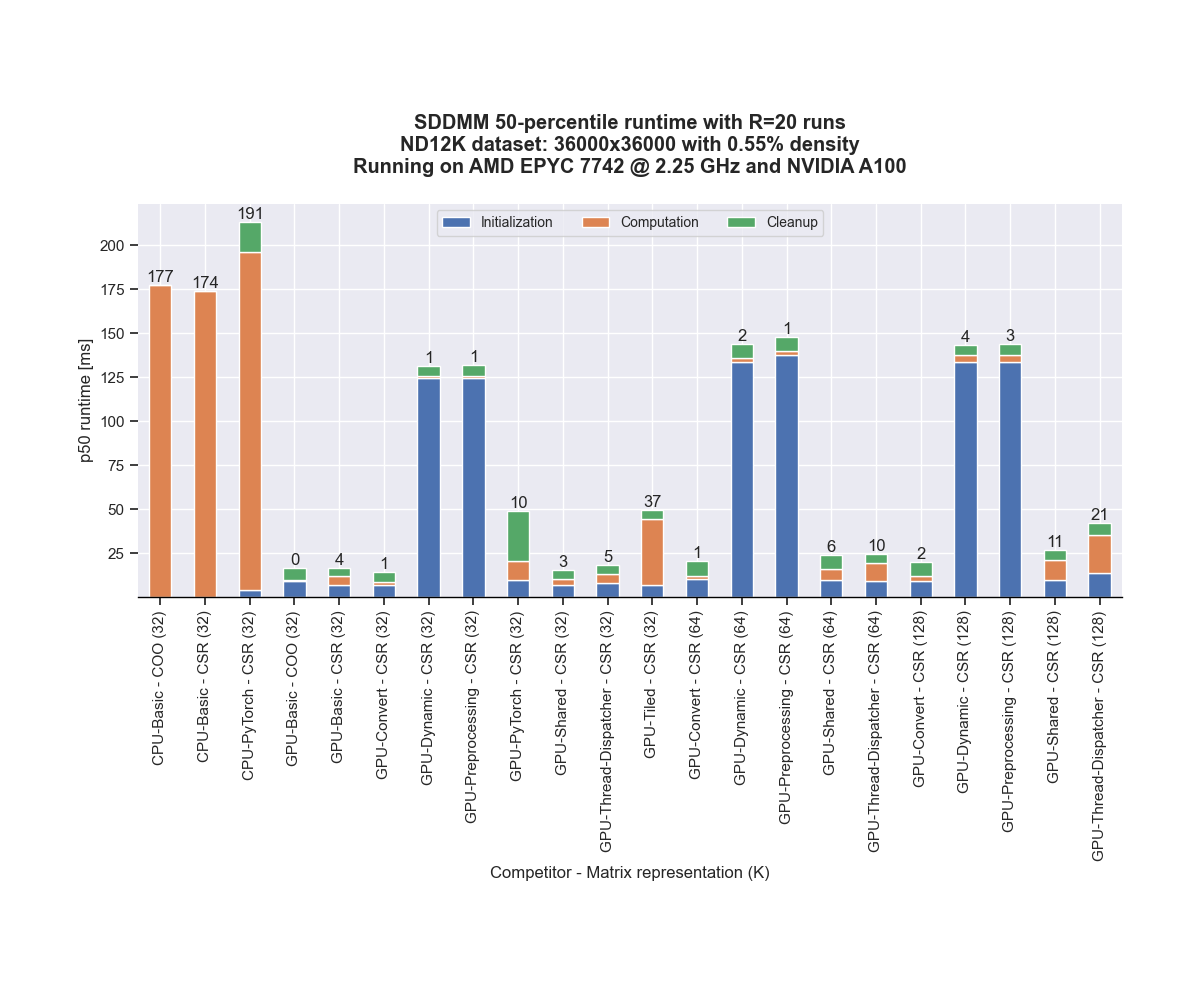 SDDMM 50-percentile runtime with R=20 runs
ND12K dataset: 36000x36000 with 0.55% density
Running on AMD EPYC 7742 @ 2.25 GHz and NVIDIA A100
Initialization Computation Cleanup
p50 runtime [ms]
200
175
150
125
100
75
50
25
177
174
191
0
4
1
1
1
10
3
5
37
1
2
1
6
10
2
4
3
11
21
CPU-Basic - COO (32)
CPU-Basic - CSR (32)
CPU-PyTorch - CSR (32)
GPU-Basic - COO (32)
GPU-Basic - CSR (32)
GPU-Convert - CSR (32)
GPU-Dynamic - CSR (32)
GPU-Preprocessing - CSR (32)
GPU-PyTorch - CSR (32)
GPU-Shared - CSR (32)
GPU-Thread-Dispatcher - CSR (32)
GPU-Tiled - CSR (32)
GPU-Convert - CSR (64)
GPU-Dynamic - CSR (64)
GPU-Preprocessing - CSR (64)
GPU-Shared - CSR (64)
GPU-Thread-Dispatcher - CSR (64)
GPU-Convert - CSR (128)
GPU-Dynamic - CSR (128)
GPU-Preprocessing - CSR (128)
GPU-Shared - CSR (128)
GPU-Thread-Dispatcher - CSR (128)
Competitor - Matrix representation (K)